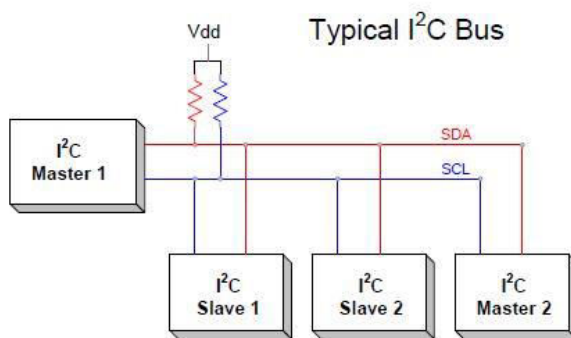 Typical I²C Bus
Vdd
I²C
Master 1
SDA
SCL
I²C
Slave 1
I²C
Slave 2
I²C
Master 2